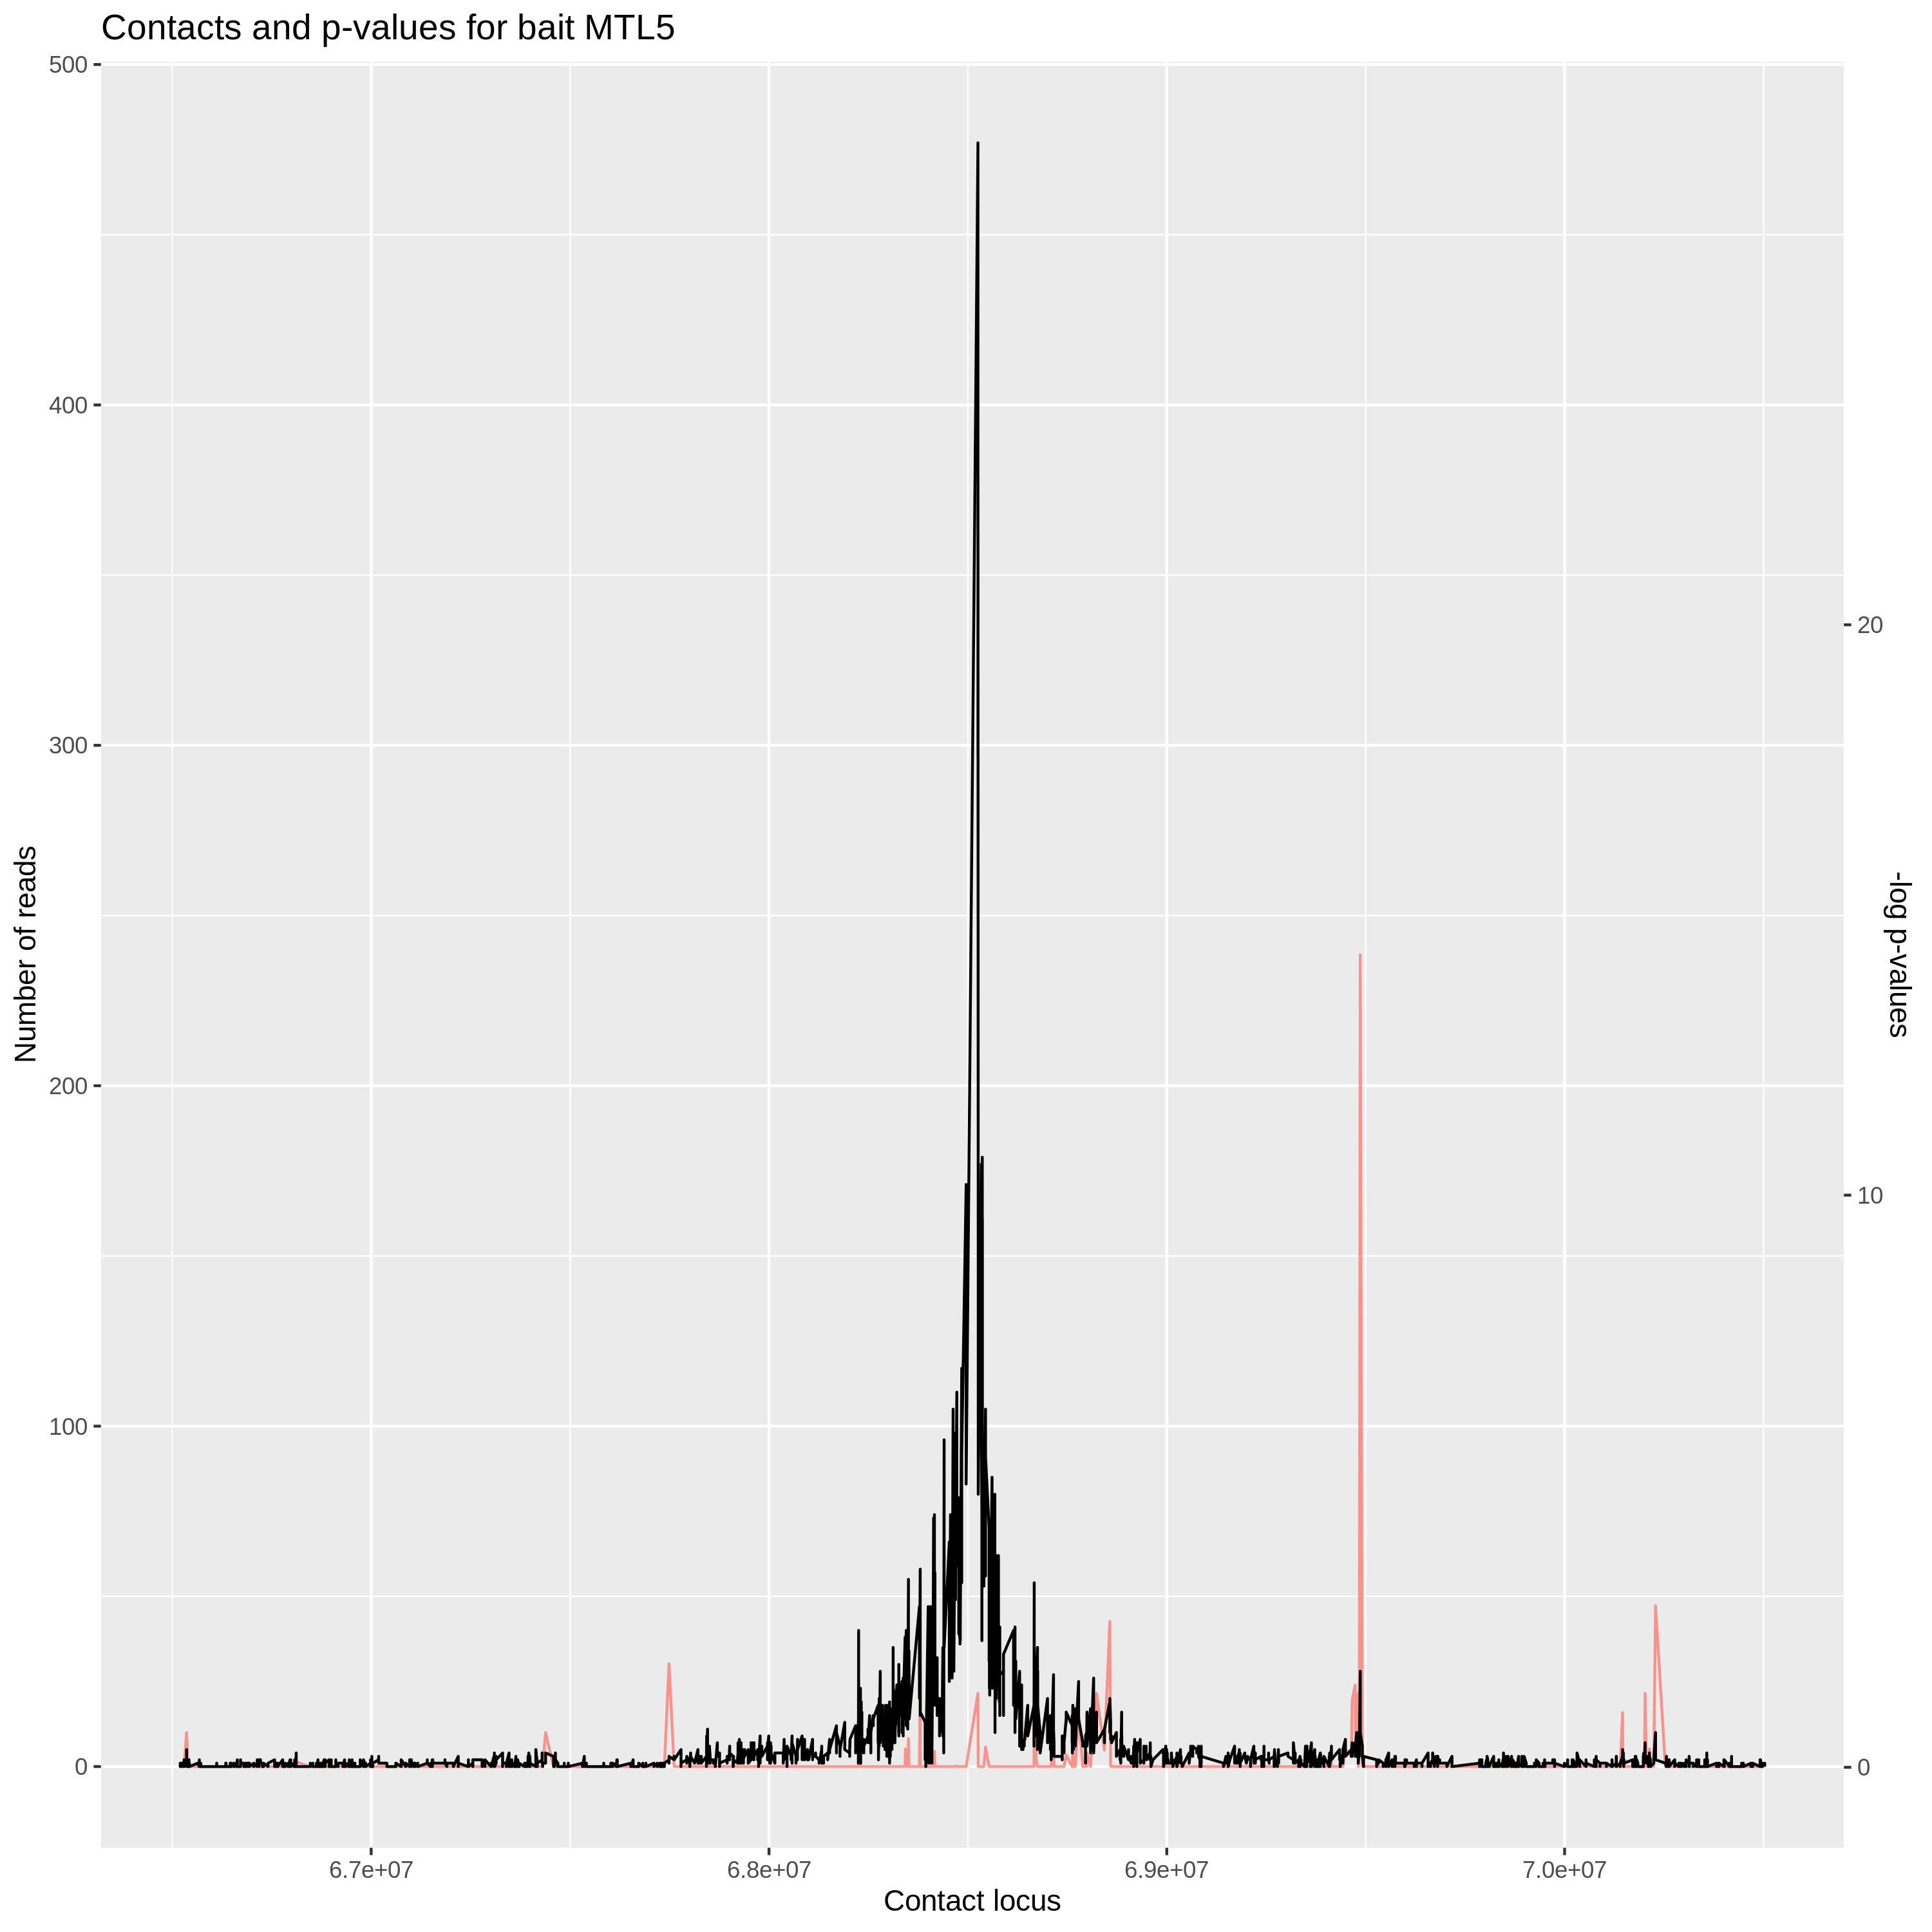 Contacts and p-values for bait MTL5
500
400
300
200
100
0
Number of reads
20
10
0
-log p-values
6.7e+07
6.8e+07
6.9e+07
7.0e+07
Contact locus